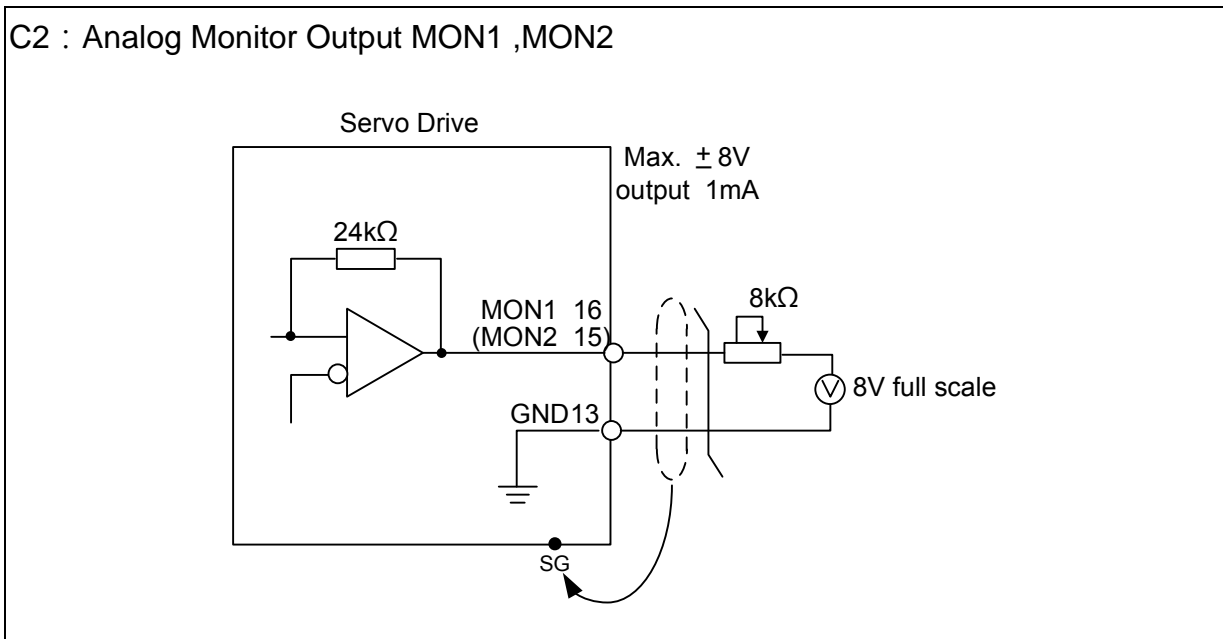 C2 : Analog Monitor Output MON1 ,MON2
Servo Drive
Max. ± 8V
output 1mA
24kΩ
MON1 16
(MON2 15)
8kΩ
8V full scale
V
GND13
SG